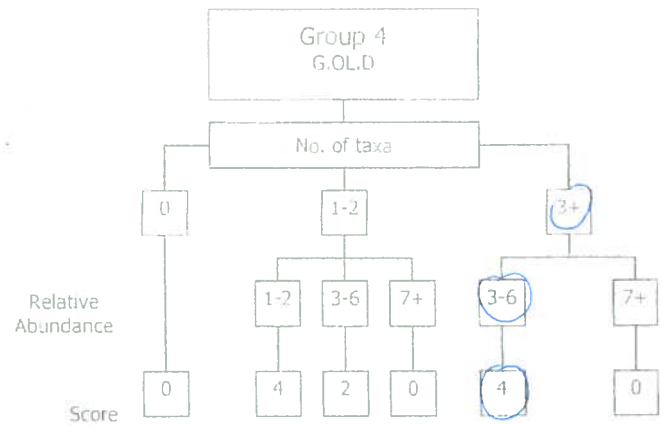 Group 4
G.OL.D
No. of taxa
0 1-2 3+
Relative
Abundance
1-2 3-6 7+ 3-6 7+
Score
0 4 2 0 4 0